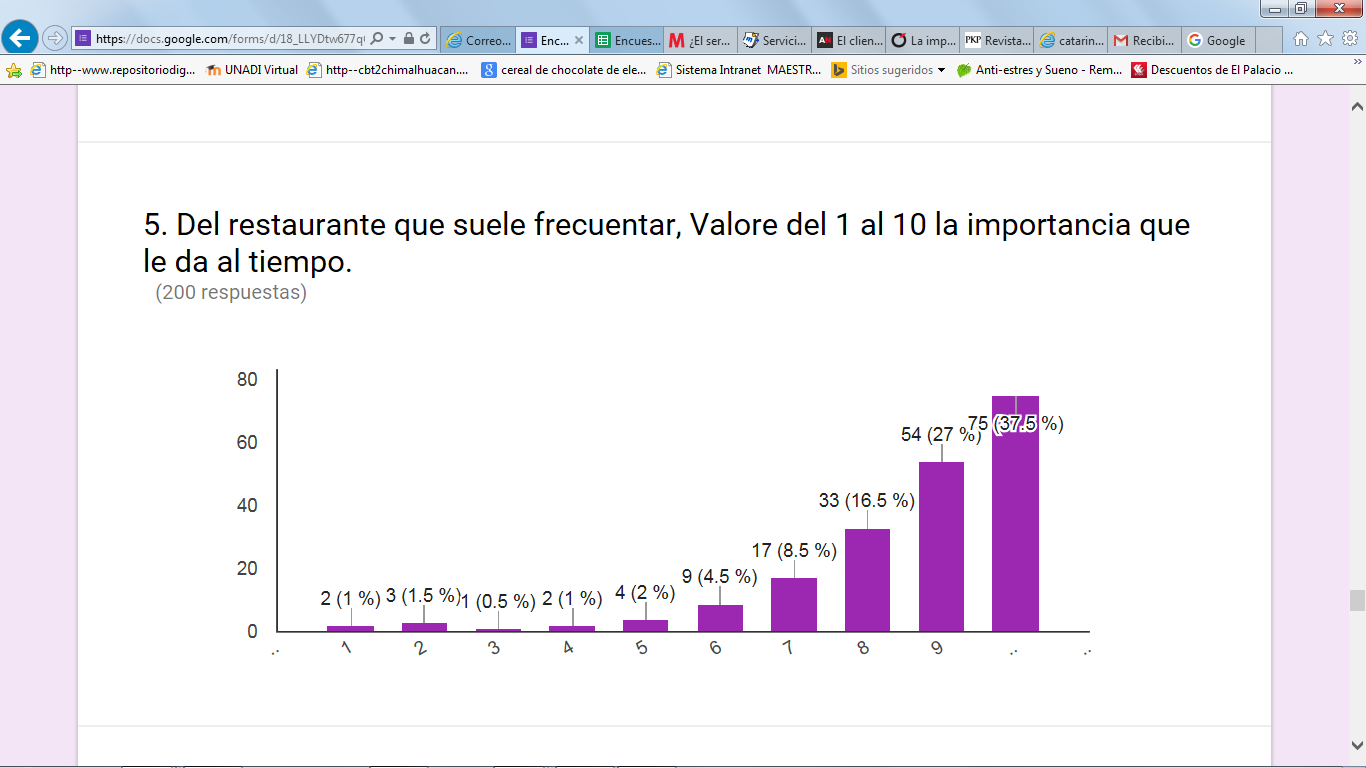 https://docs.google.com/forms/d/18_LLYDtw677q
Correo...
Enc...
Encues...
¿El ser...
Servici...
El clien...
La imp...
PKP Revista...
catarin...
Recibi...
Google
http--www.repositoriodig...
UNADI Virtual
http--cbt2chimalhuacan....
cereal de chocolate de ele...
Sistema Intranet MAESTR...
Sitios sugeridos
Anti-estres y Sueno - Rem...
Descuentos de El Palacio ...
5. Del restaurante que suele frecuentar, Valore del 1 al 10 la importancia que
le da al tiempo.
(200 respuestas)
80
60
40
20
0
2 (1 %)
3 (1.5 %)
1 (0.5 %)
2 (1 %)
4 (2 %)
9 (4.5 %)
17 (8.5 %)
33 (16.5 %)
54 (27 %)
75 (37.5 %)
..
1
2
3
4
5
6
7
8
9
..
..